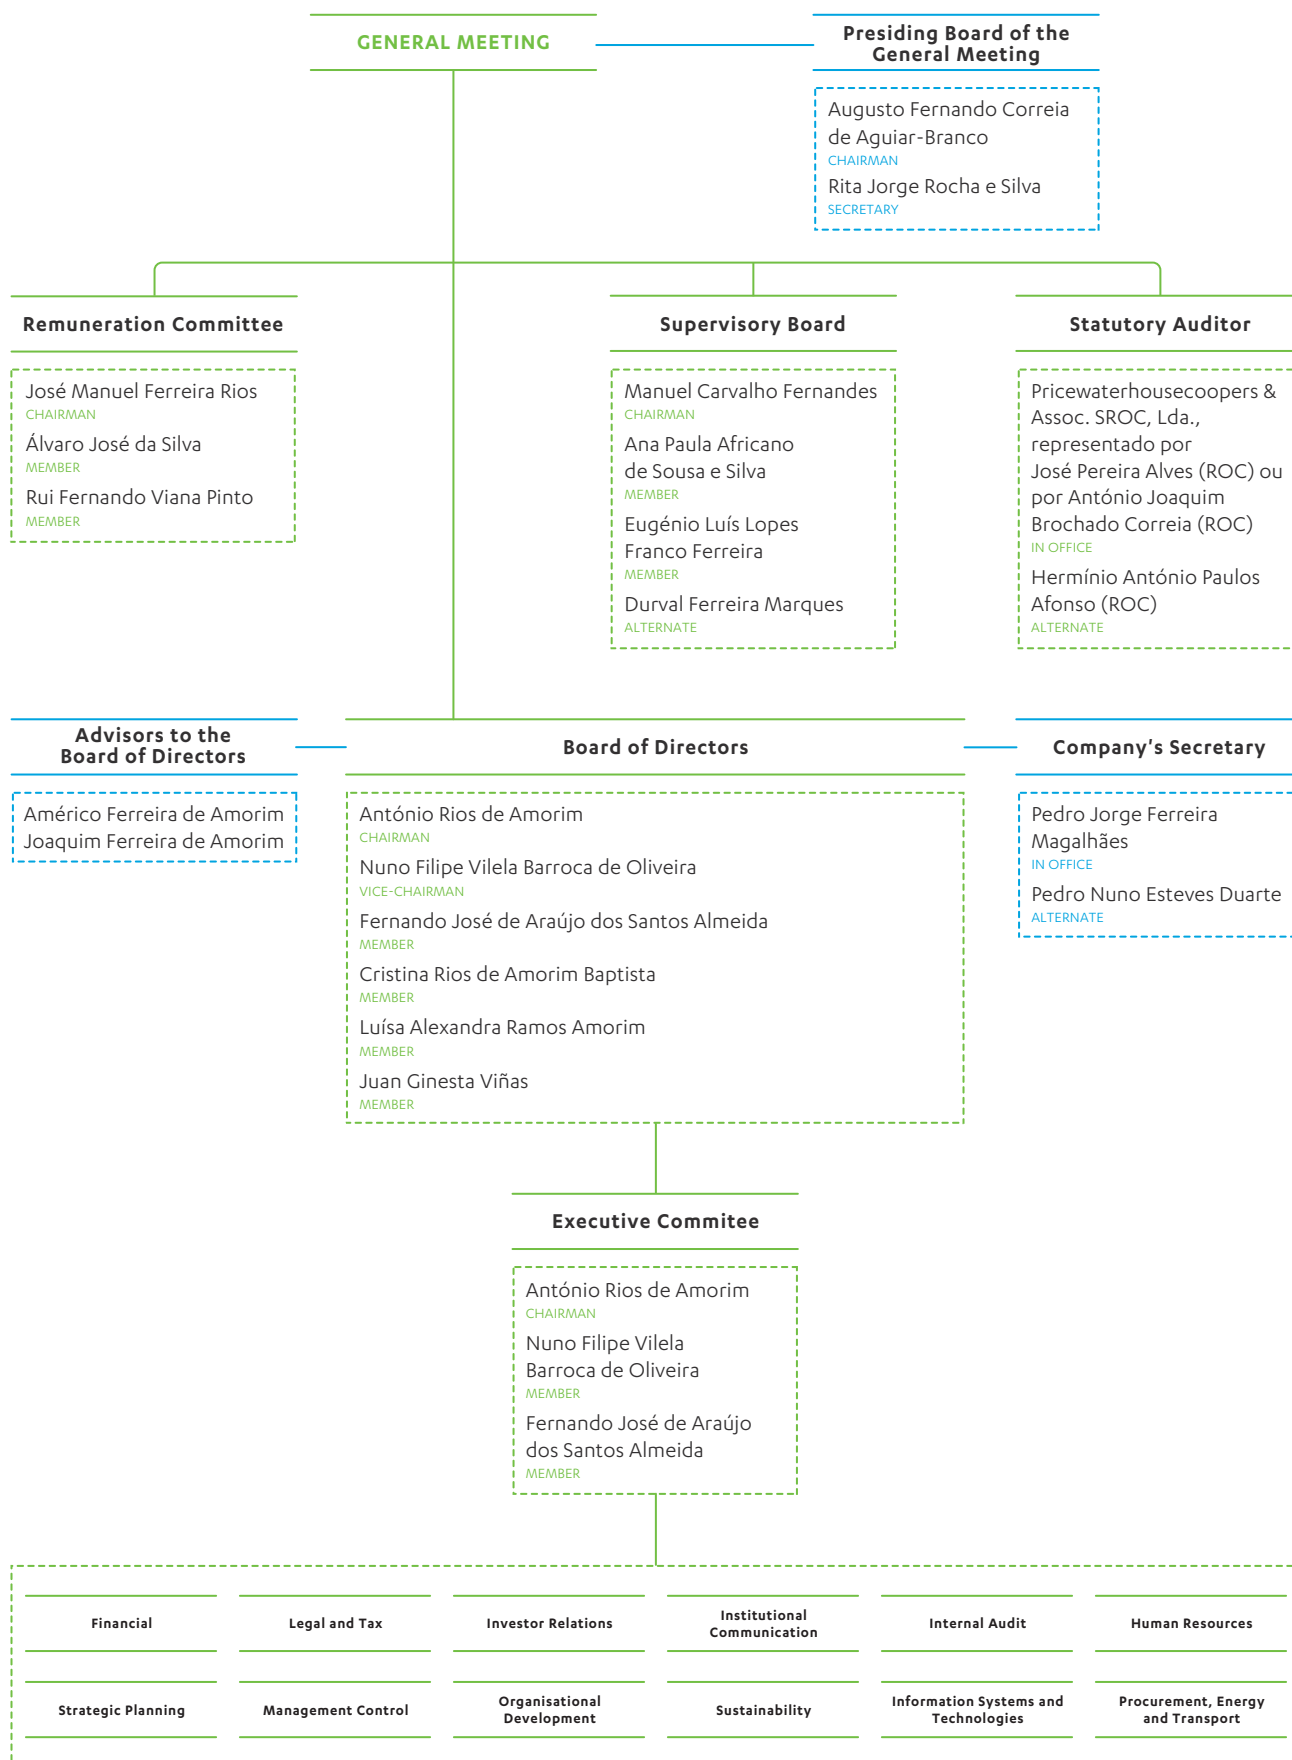 GENERAL MEETING
Presiding Board of the
General Meeting
Augusto Fernando Correia
de Aguiar-Branco
CHAIRMAN
Rita Jorge Rocha e Silva
SECRETARY
Remuneration Committee
José Manuel Ferreira Rios
CHAIRMAN
Álvaro José da Silva
MEMBER
Rui Fernando Viana Pinto
MEMBER
Supervisory Board
Manuel Carvalho Fernandes
CHAIRMAN
Ana Paula Africano
de Sousa e Silva
MEMBER
Eugénio Luís Lopes
Franco Ferreira
MEMBER
Durval Ferreira Marques
ALTERNATE
Statutory Auditor
Pricewaterhousecoopers &
Assoc. SROC, Lda.,
representado por
José Pereira Alves (ROC) ou
por António Joaquim
Brochado Correia (ROC)
IN OFFICE
Hermínio António Paulos
Afonso (ROC)
ALTERNATE
Advisors to the
Board of Directors
Américo Ferreira de Amorim
Joaquim Ferreira de Amorim
Board of Directors
António Rios de Amorim
CHAIRMAN
Nuno Filipe Vilela Barroca de Oliveira
VICE-CHAIRMAN
Fernando José de Araújo dos Santos Almeida
MEMBER
Cristina Rios de Amorim Baptista
MEMBER
Luísa Alexandra Ramos Amorim
MEMBER
Juan Ginesta Viñas
MEMBER
Company's Secretary
Pedro Jorge Ferreira
Magalhães
IN OFFICE
Pedro Nuno Esteves Duarte
ALTERNATE
Executive Commitee
António Rios de Amorim
CHAIRMAN
Nuno Filipe Vilela
Barroca de Oliveira
MEMBER
Fernando José de Araújo
dos Santos Almeida
MEMBER
Financial
Legal and Tax
Investor Relations
Institutional
Communication
Internal Audit
Human Resources
Strategic Planning
Management Control
Organisational
Development
Sustainability
Information Systems and
Technologies
Procurement, Energy
and Transport